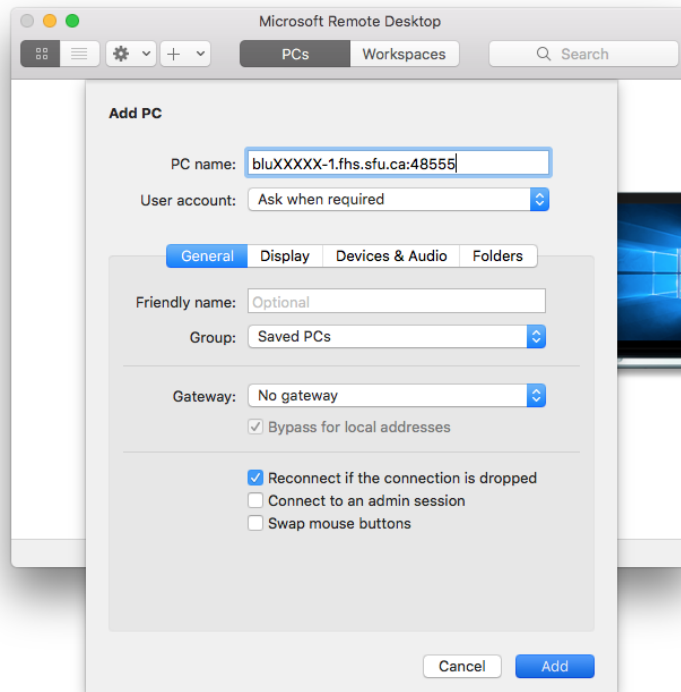 Microsoft Remote Desktop
PCs Workspaces Search
Add PC
PC name: bluXXXXX-1.fhs.sfu.ca:48555
User account: Ask when required
General Display Devices & Audio Folders
Friendly name: Optional
Group: Saved PCs
Gateway: No gateway
Bypass for local addresses
Reconnect if the connection is dropped
Connect to an admin session
Swap mouse buttons
Cancel Add